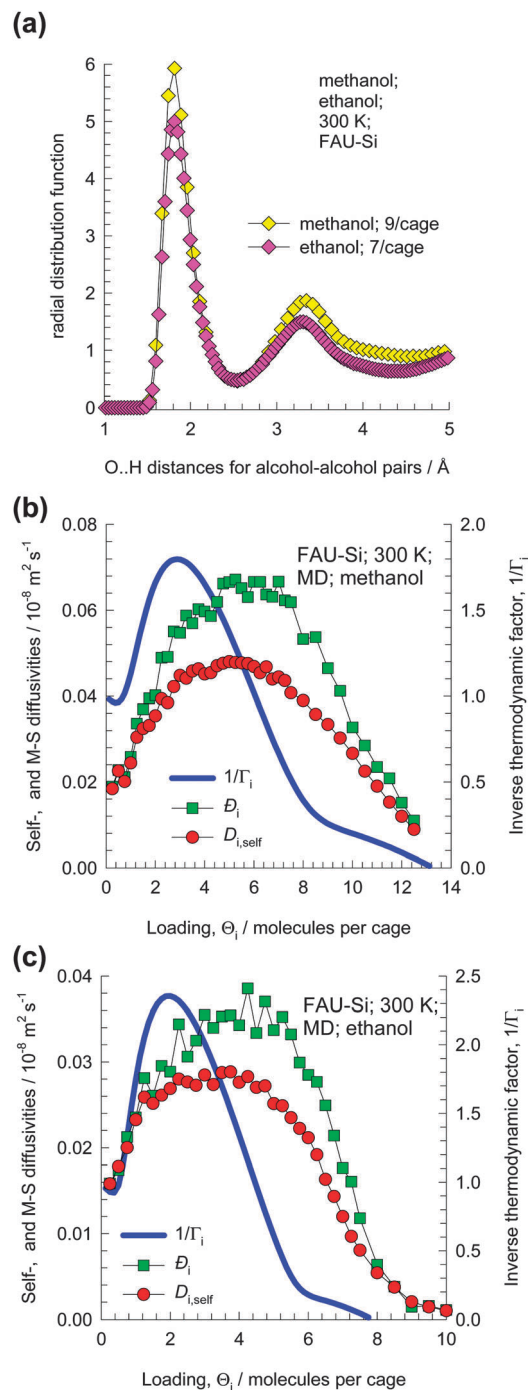 (a)
6
5
4
3
2
1
0
radial distribution function
methanol;
ethanol;
300 K;
FAU-Si
methanol; 9/cage
ethanol; 7/cage
1 2 3 4 5
O..H distances for alcohol-alcohol pairs / Å
(b)
0.08
0.06
0.04
0.02
0.00
Self-, and M-S diffusivities / 10⁻⁸ m² s⁻¹
FAU-Si; 300 K;
MD; methanol
1/Γi
Đi
Di,self
2.0
1.5
1.0
0.5
0.0
Inverse thermodynamic factor, 1/Γi
0 2 4 6 8 10 12 14
Loading, Θi / molecules per cage
(c)
0.04
0.03
0.02
0.01
0.00
Self-, and M-S diffusivities / 10⁻⁸ m² s⁻¹
FAU-Si; 300 K;
MD; ethanol
1/Γi
Đi
Di,self
2.5
2.0
1.5
1.0
0.5
0.0
Inverse thermodynamic factor, 1/Γi
0 2 4 6 8 10
Loading, Θi / molecules per cage